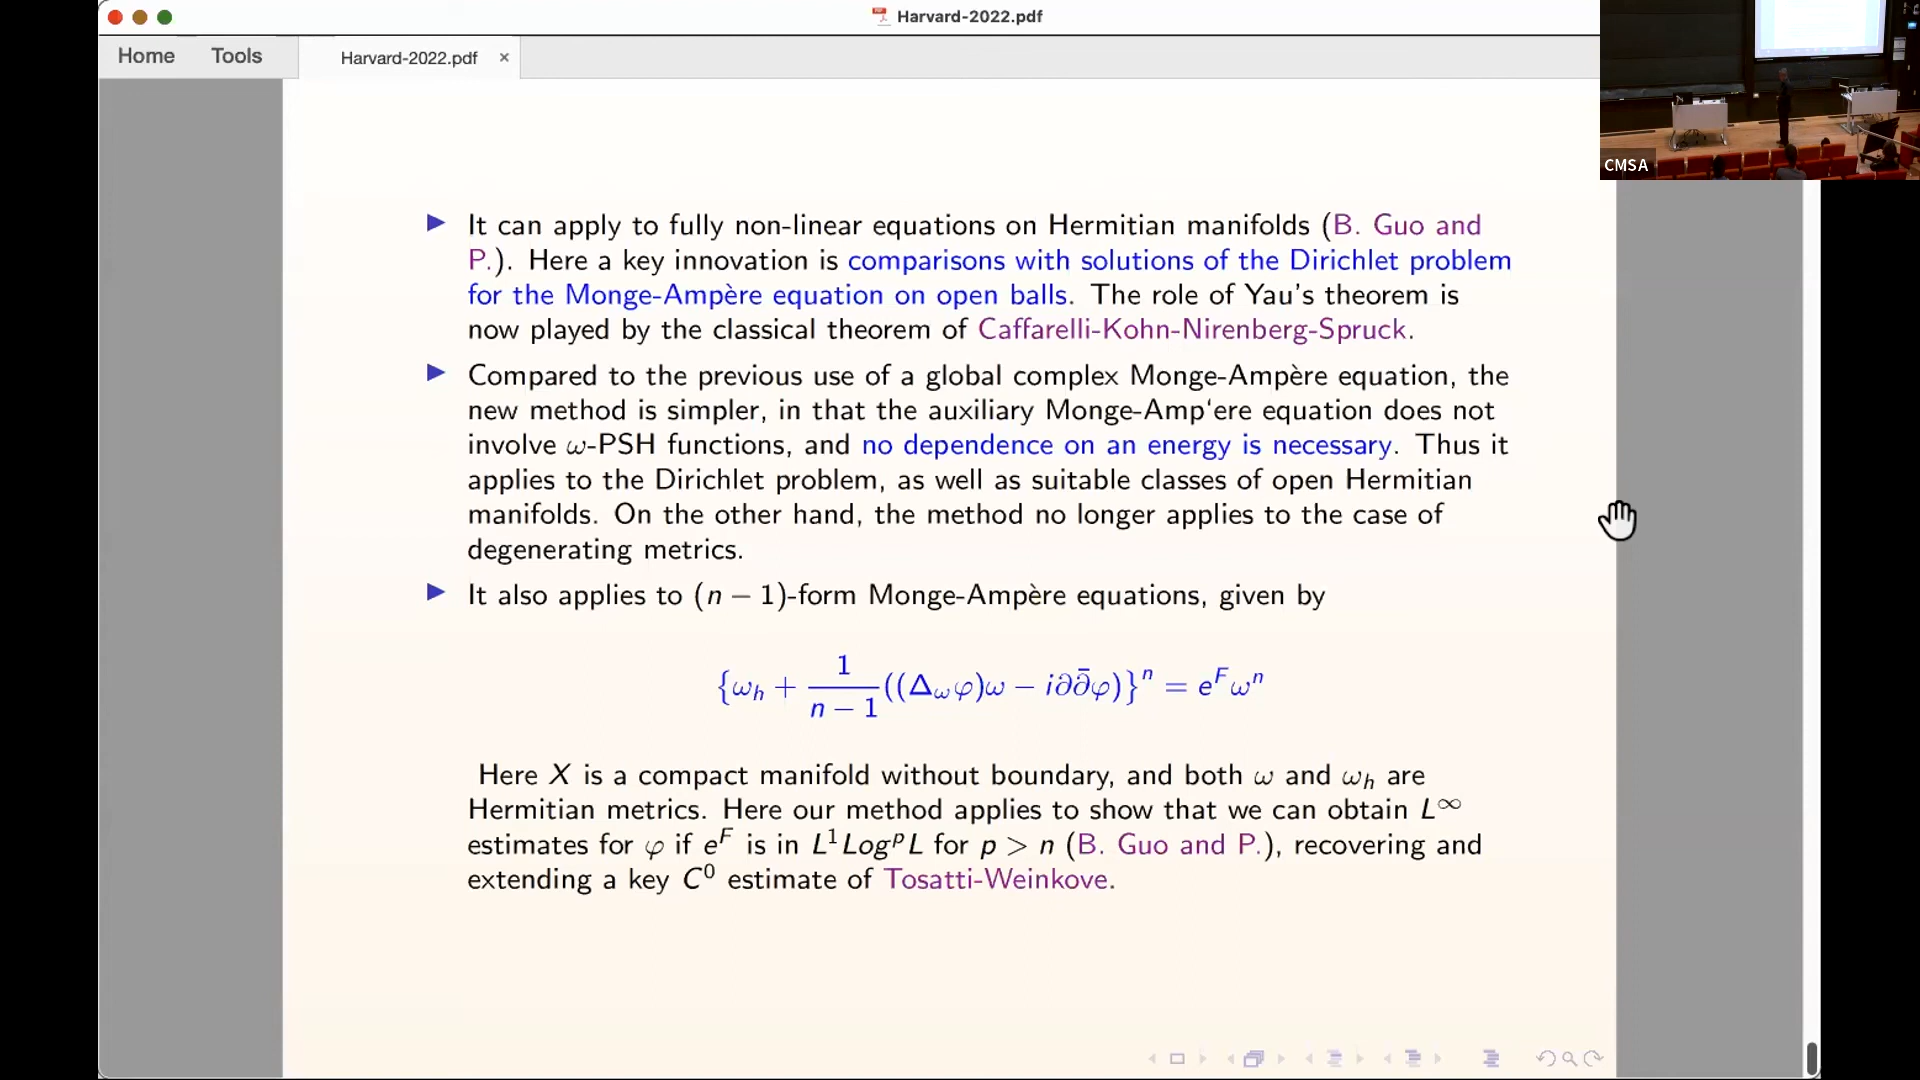 Harvard-2022.pdf
Home Tools Harvard-2022.pdf ×
CMSA
▶ It can apply to fully non-linear equations on Hermitian manifolds (B. Guo and
P.). Here a key innovation is comparisons with solutions of the Dirichlet problem
for the Monge-Ampère equation on open balls. The role of Yau's theorem is
now played by the classical theorem of Caffarelli-Kohn-Nirenberg-Spruck.
▶ Compared to the previous use of a global complex Monge-Ampère equation, the
new method is simpler, in that the auxiliary Monge-Amp‘ere equation does not
involve ω-PSH functions, and no dependence on an energy is necessary. Thus it
applies to the Dirichlet problem, as well as suitable classes of open Hermitian
manifolds. On the other hand, the method no longer applies to the case of
degenerating metrics.
▶ It also applies to (n − 1)-form Monge-Ampère equations, given by
{ω_h + \frac{1}{n − 1}((Δ_ωφ)ω − i∂∂̄φ)}^n = e^F ω^n
Here X is a compact manifold without boundary, and both ω and ω_h are
Hermitian metrics. Here our method applies to show that we can obtain L^∞
estimates for φ if e^F is in L^1Log^pL for p > n (B. Guo and P.), recovering and
extending a key C^0 estimate of Tosatti-Weinkove.